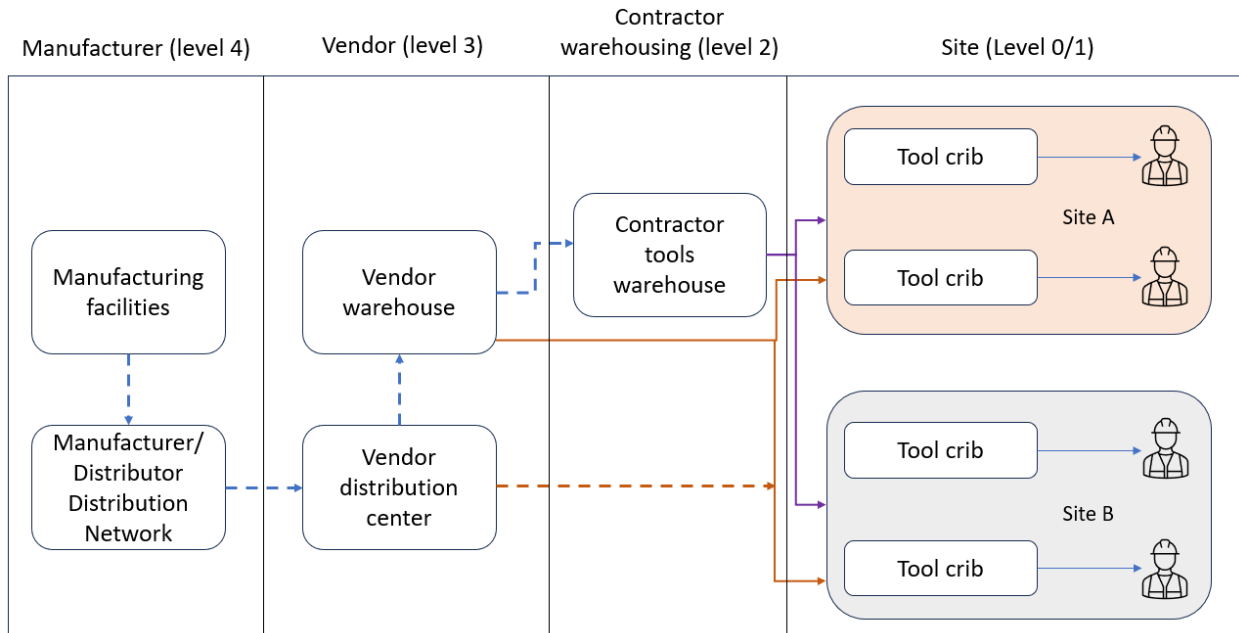 Manufacturer (level 4)
Vendor (level 3)
Contractor
warehousing (level 2)
Site (Level 0/1)
Manufacturing
facilities
Manufacturer/
Distributor
Distribution
Network
Vendor
warehouse
Vendor
distribution
center
Contractor
tools
warehouse
Tool crib
Site A
Tool crib
Tool crib
Site B
Tool crib